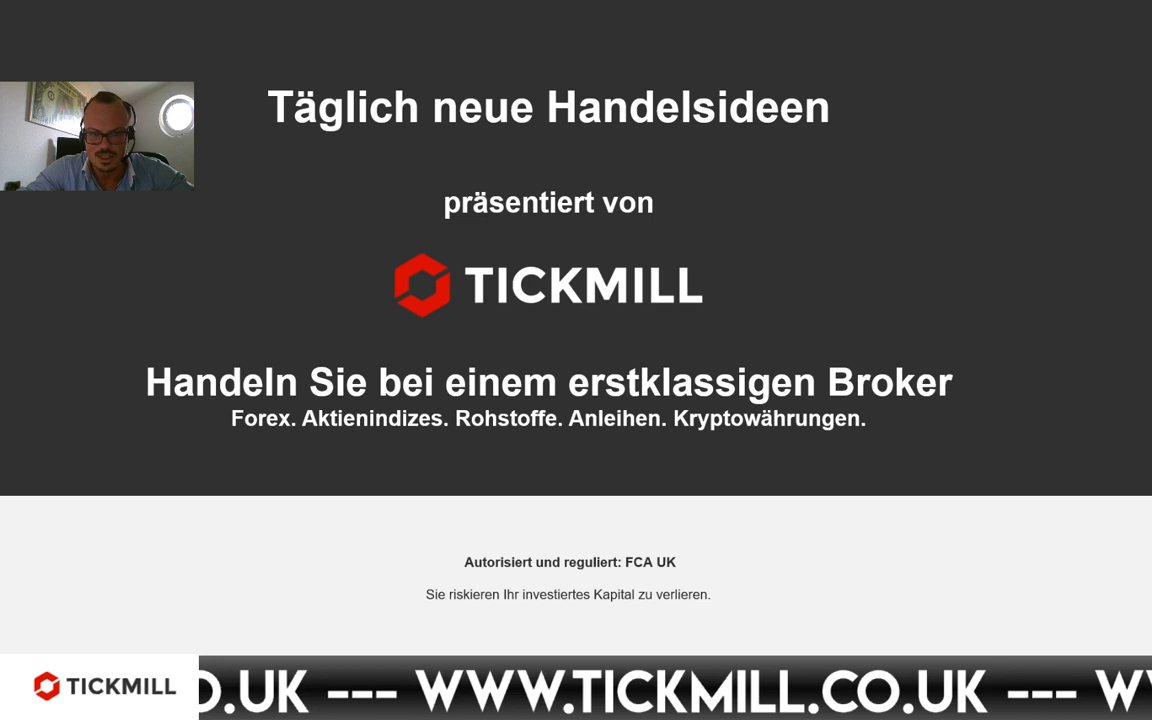 Täglich neue Handelsideen
präsentiert von
TICKMILL
Handeln Sie bei einem erstklassigen Broker
Forex. Aktienindizes. Rohstoffe. Anleihen. Kryptowährungen.
Autorisiert und reguliert: FCA UK
Sie riskieren Ihr investiertes Kapital zu verlieren.
TICKMILL O.UK --- WWW.TICKMILL.CO.UK --- W